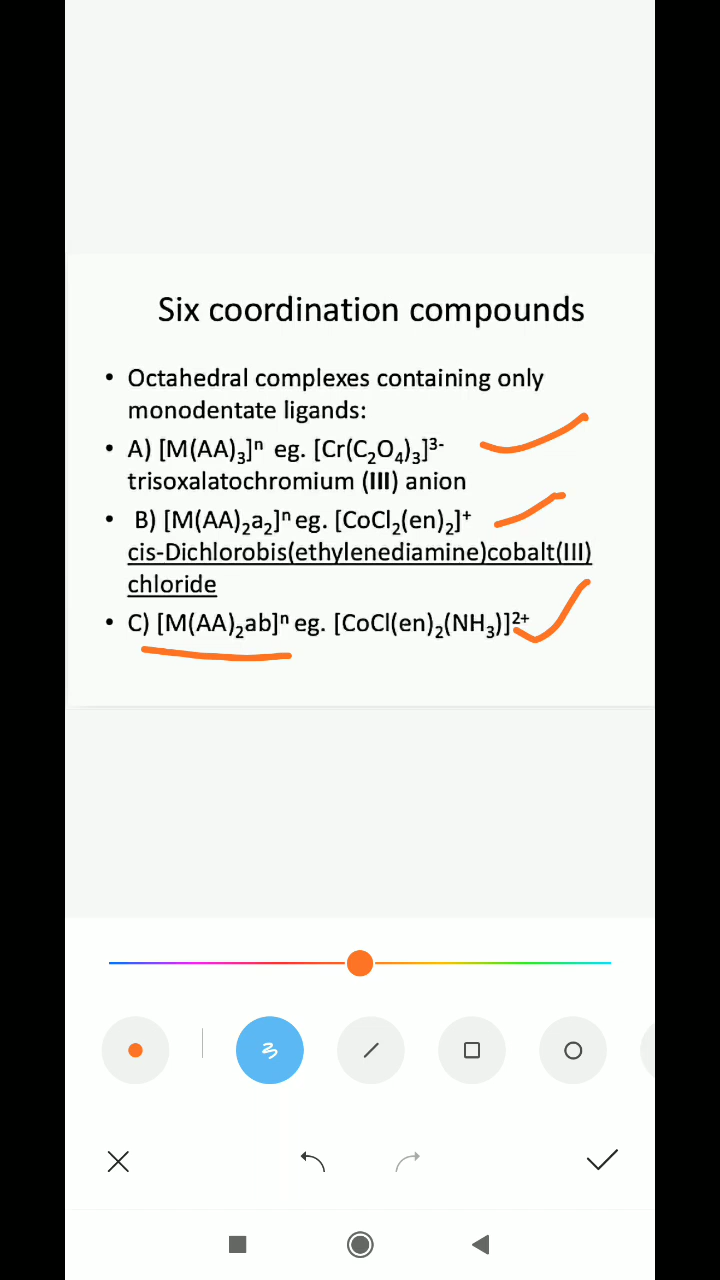 Six coordination compounds
• Octahedral complexes containing only
monodentate ligands:
• A) [M(AA)₃]ⁿ eg. [Cr(C₂O₄)₃]³⁻
trisoxalatochromium (III) anion
• B) [M(AA)₂a₂]ⁿ eg. [CoCl₂(en)₂]⁺
cis-Dichlorobis(ethylenediamine)cobalt(III)
chloride
• C) [M(AA)₂ab]ⁿ eg. [CoCl(en)₂(NH₃)]²⁺